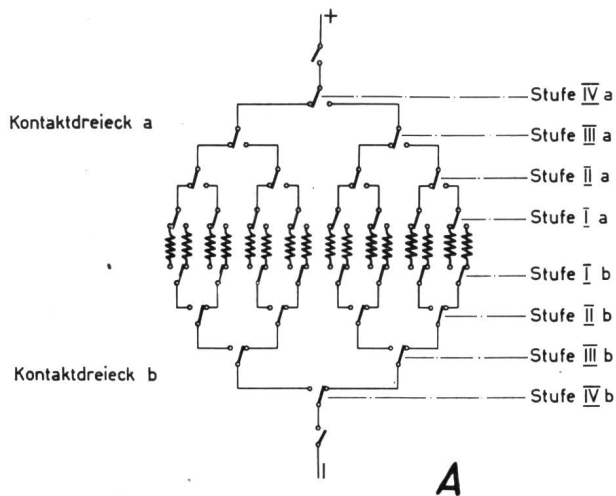 +
Stufe IV a
Kontaktdreieck a
Stufe III a
Stufe II a
Stufe I a
Stufe I b
Stufe II b
Stufe III b
Kontaktdreieck b
Stufe IV b
A